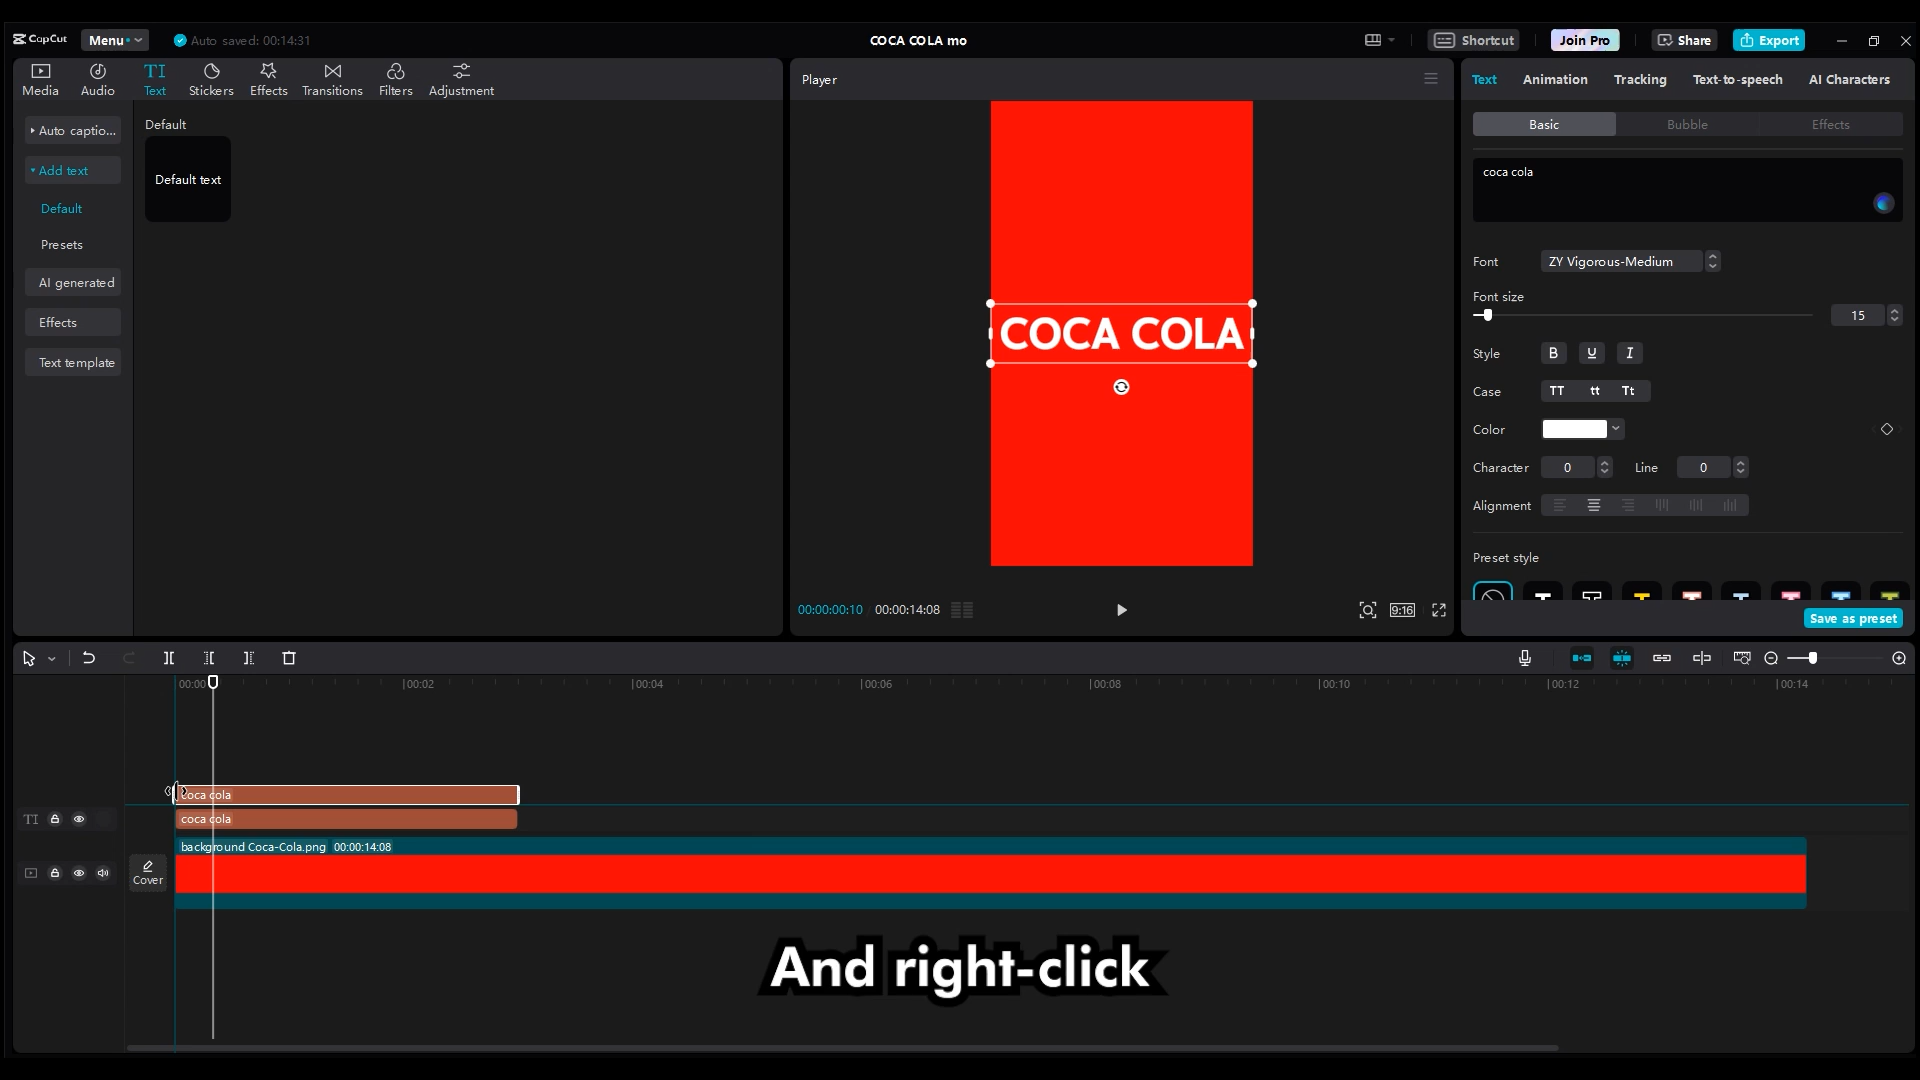 CapCut
Menu
Auto saved: 00:14:31
COCA COLA mo
Shortcut
Join Pro
Share
Export
Media
Audio
TI
Text
Stickers
Effects
Transitions
Filters
Adjustment
Auto captio...
Add text
Default
Presets
AI generated
Effects
Text template
Default
Default text
Player
COCA COLA
00:00:00:10
00:00:14:08
9:16
Text
Animation
Tracking
Text-to-speech
AI Characters
Basic
Bubble
Effects
coca cola
Font
ZY Vigorous-Medium
Font size
15
Style
B
U
I
Case
TT
tt
Tt
Color
Character
0
Line
0
Alignment
Preset style
Save as preset
00:00
00:02
00:04
00:06
00:08
00:10
00:12
00:14
coca cola
TI
coca cola
background Coca-Cola.png 00:00:14:08
Cover
And right-click